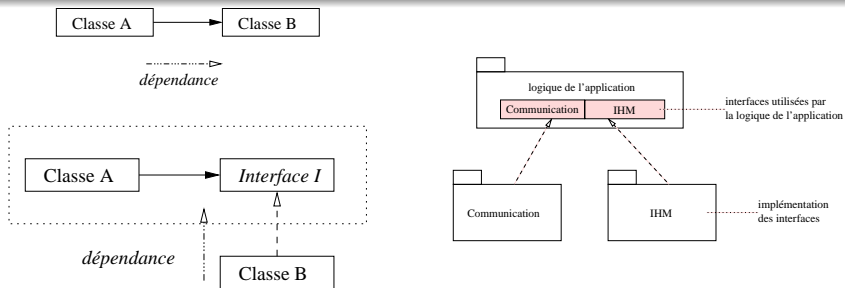 Classe A
Classe B
dépendance
Classe A
Interface I
dépendance
Classe B
logique de l'application
Communication
IHM
interfaces utilisées par
la logique de l'application
Communication
IHM
implémentation
des interfaces